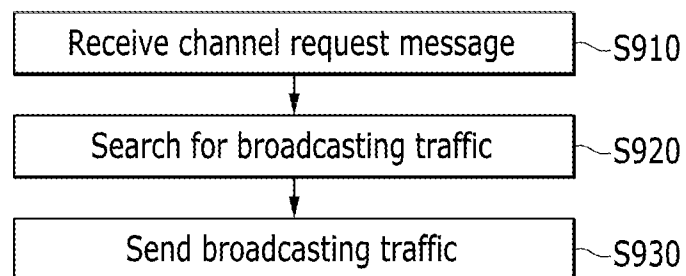 Receive channel request message S910
Search for broadcasting traffic S920
Send broadcasting traffic S930